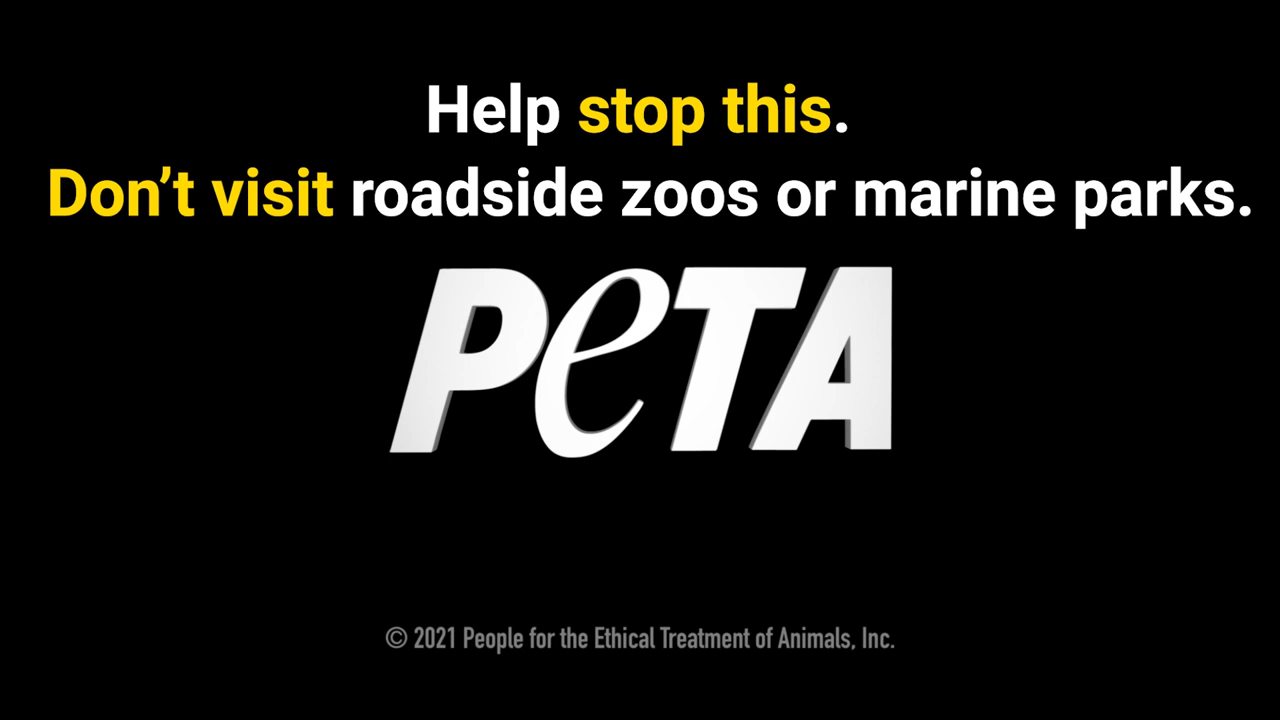 Help stop this.
Don’t visit roadside zoos or marine parks.
PeTA
© 2021 People for the Ethical Treatment of Animals, Inc.